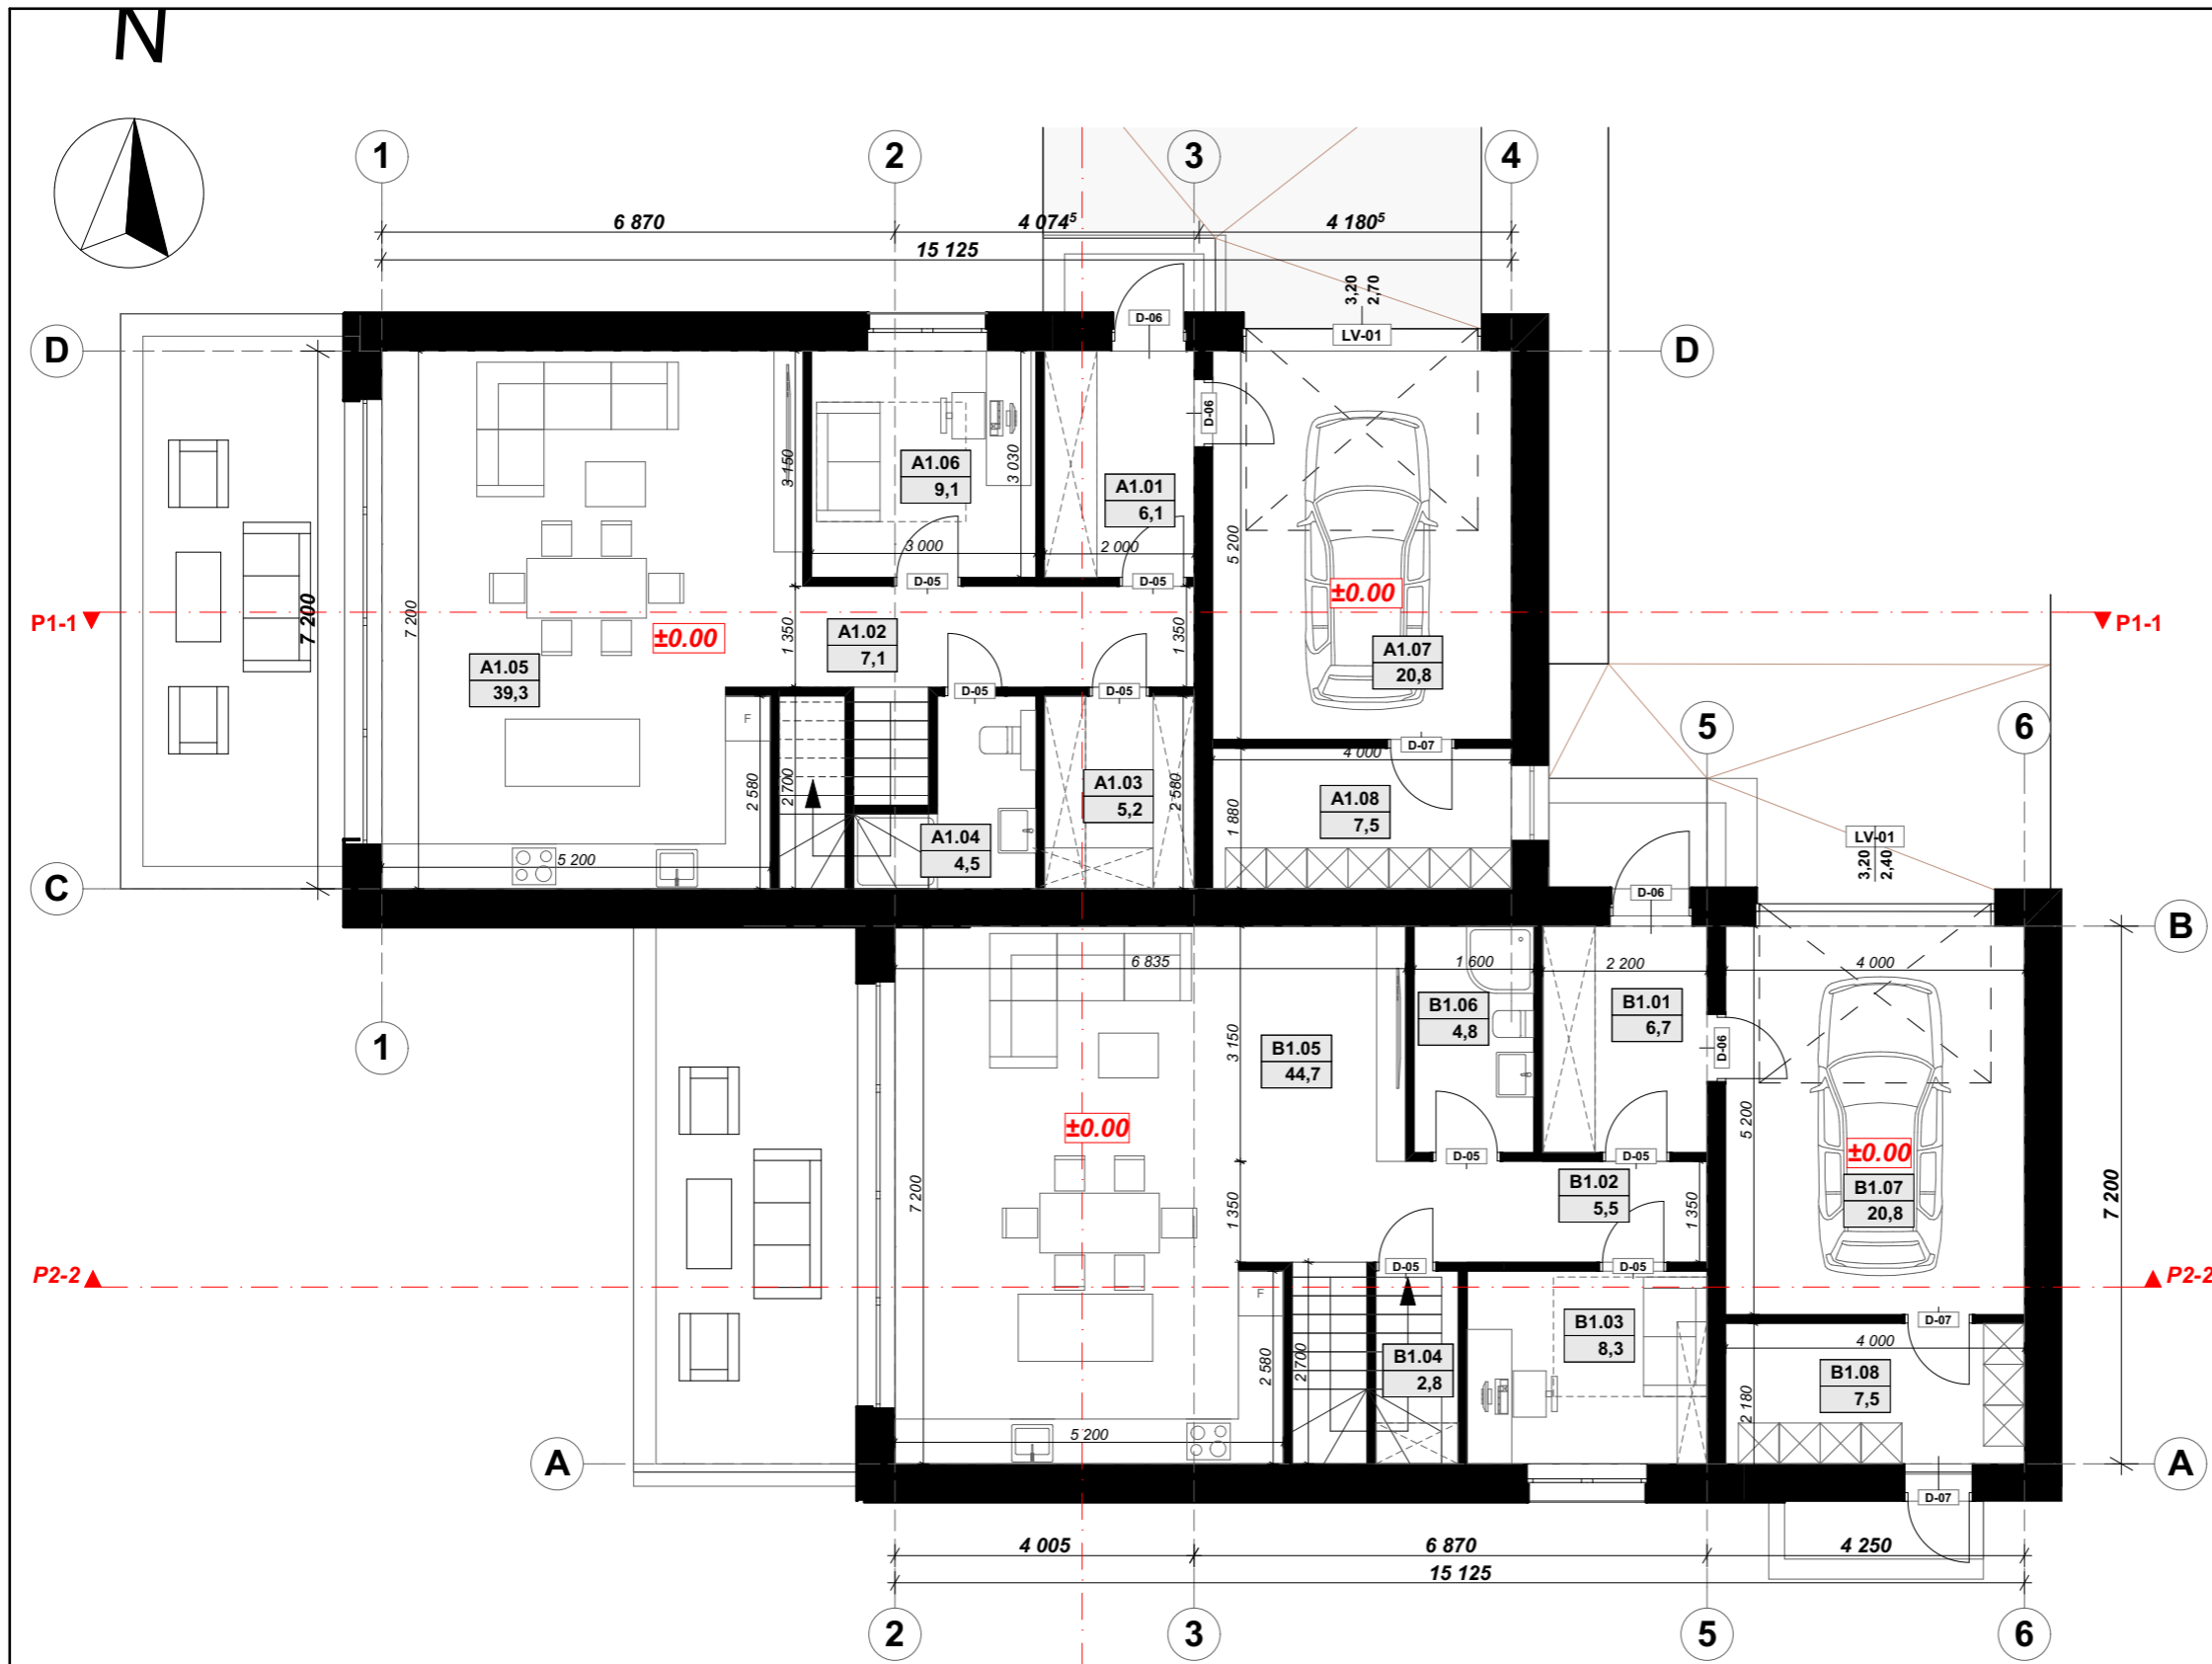 N
1 2 3 4
6 870 4 074⁵ 4 180⁵
15 125
3,20
2,70
D-06
LV-01
D D
D-06
3 150
3 030
A1.06
9,1
A1.01
6,1
5 200
3 000 2 000
D-05 D-05
±0.00
P1-1 P1-1
7 200
7 200
1 350
A1.02
7,1
1 350
±0.00
A1.05
39,3
A1.07
20,8
D-05 D-05
F
5 6
D-07
4 000
2 580
2 700
A1.03
5,2
2 580
1 880
A1.08
7,5
A1.04
4,5
LV-01
3,20
2,40
5 200
C
D-06
B
6 835 1 600 2 200 4 000
B1.06
4,8
B1.01
6,7
1
3 150
B1.05
44,7
D-06
±0.00
5 200
±0.00
D-05 D-05
B1.02
5,5
B1.07
20,8
7 200
1 350
1 350
7 200
P2-2 P2-2
D-05 D-05
F
B1.03
8,3
D-07
4 000
2 580
2 700
B1.04
2,8
B1.08
7,5
2 180
5 200
A A
D-07
4 005 6 870 4 250
15 125
2 3 5 6